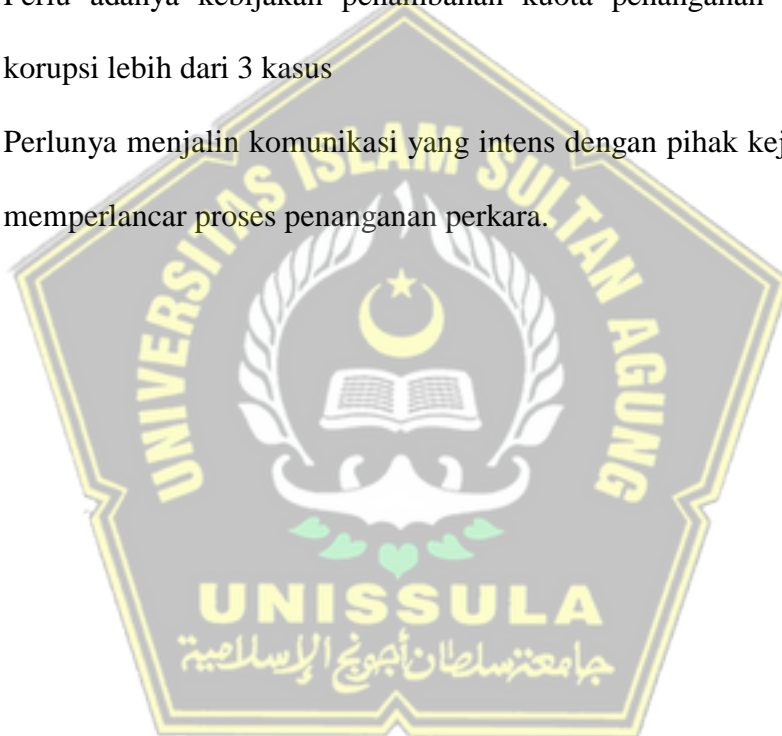 Perlu adanya kebijakan penambahan kuota penanganan
korupsi lebih dari 3 kasus
Perlunya menjalin komunikasi yang intens dengan pihak
memperlancar proses penanganan perkara.
UNIVERSITAS ISLAM SULTAN AGUNG
UNISSULA
جامعة سلطان أجونج الإسلامية